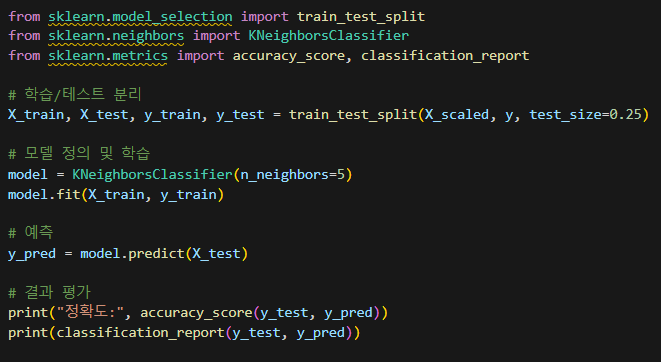 from sklearn.model_selection import train_test_split
from sklearn.neighbors import KNeighborsClassifier
from sklearn.metrics import accuracy_score, classification_report
# 학습/테스트 분리
X_train, X_test, y_train, y_test = train_test_split(X_scaled, y, test_size=0.25)
# 모델 정의 및 학습
model = KNeighborsClassifier(n_neighbors=5)
model.fit(X_train, y_train)
# 예측
y_pred = model.predict(X_test)
# 결과 평가
print("정확도:", accuracy_score(y_test, y_pred))
print(classification_report(y_test, y_pred))